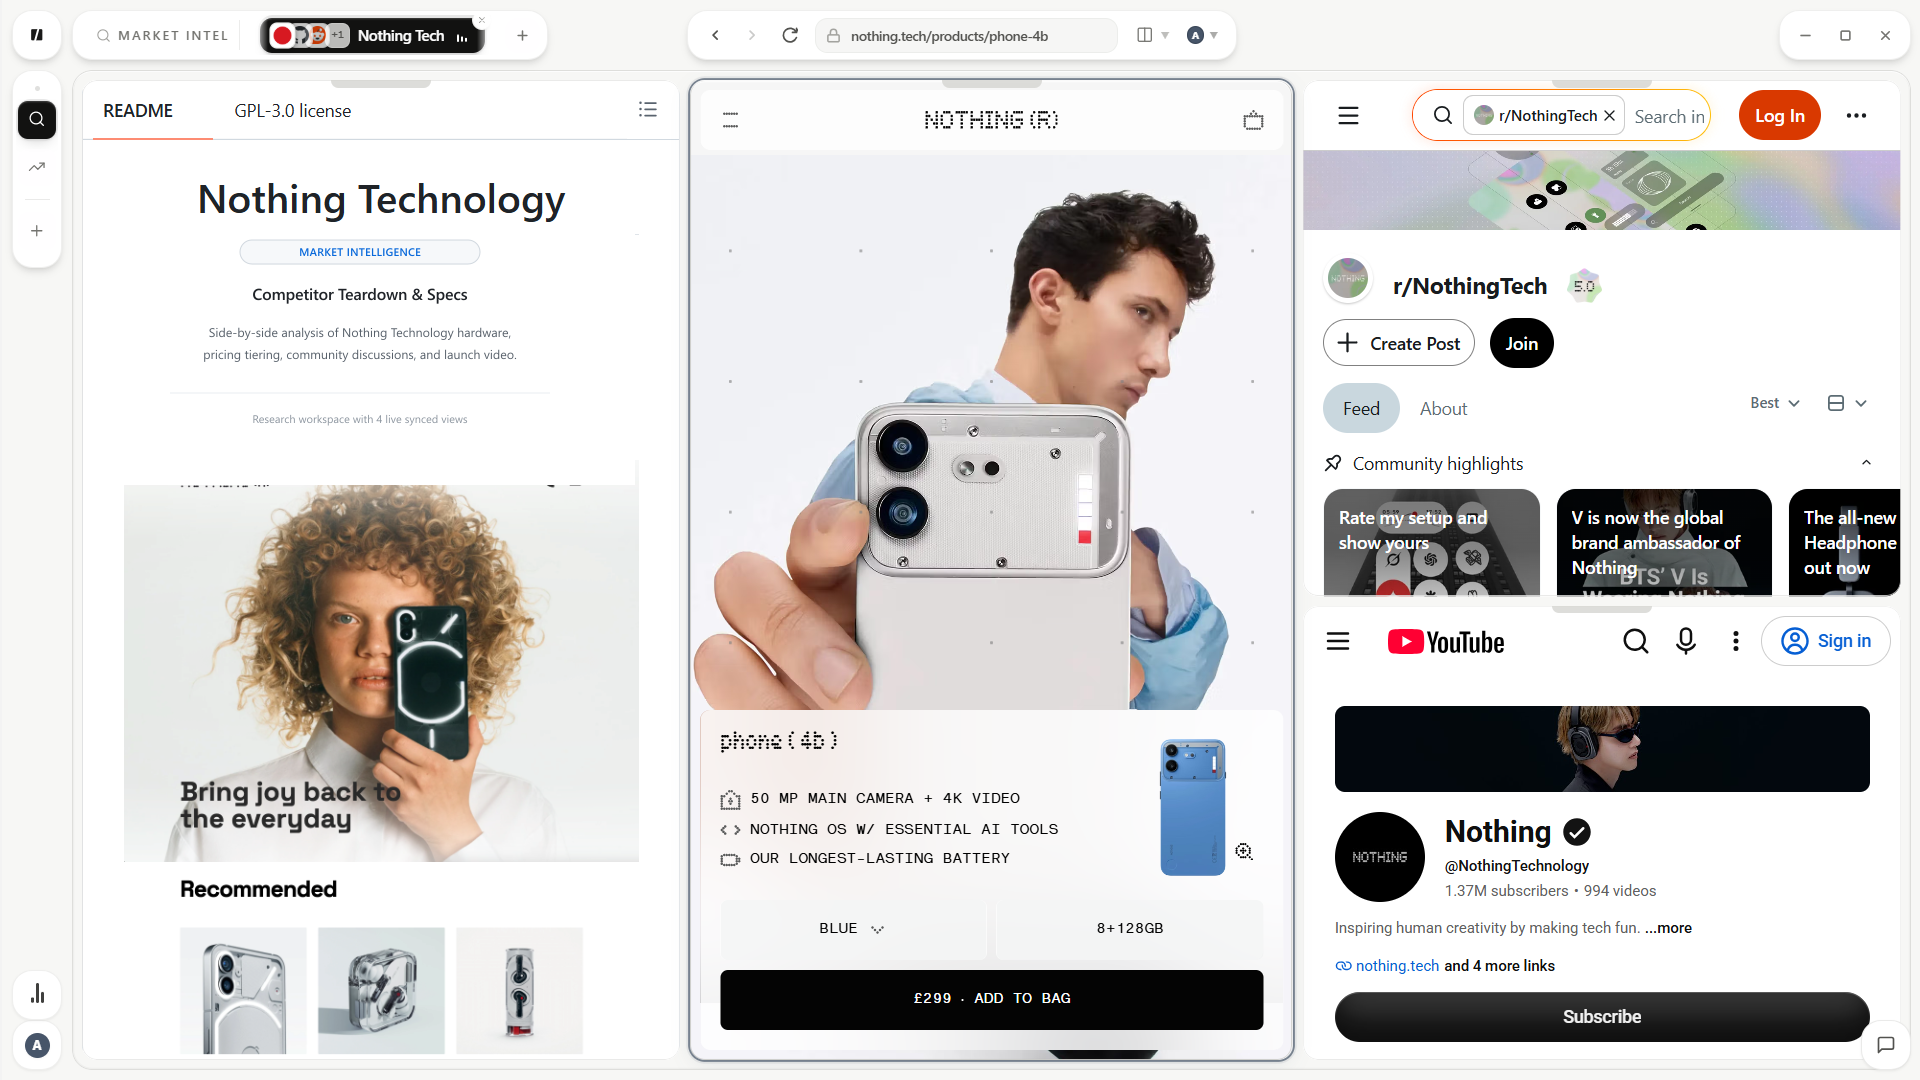 MARKET INTEL
+1
Nothing Tech
nothing.tech/products/phone-4b
A
README
GPL-3.0 license
Nothing Technology
MARKET INTELLIGENCE
Competitor Teardown & Specs
Side-by-side analysis of Nothing Technology hardware,
pricing tiering, community discussions, and launch video.
Research workspace with 4 live synced views
Bring joy back to
the everyday
Recommended
A
NOTHING (R)
phone (4b)
50 MP MAIN CAMERA + 4K VIDEO
NOTHING OS W/ ESSENTIAL AI TOOLS
OUR LONGEST-LASTING BATTERY
BLUE
8+128GB
£299 · ADD TO BAG
r/NothingTech
Search in
Log In
NOTHING
r/NothingTech
5.0
Create Post
Join
Feed
About
Best
Community highlights
Rate my setup and
show yours
V is now the global
brand ambassador of
Nothing
BTS' V Is
The all-new
Headphone
out now
YouTube
Sign in
NOTHING
Nothing
@NothingTechnology
1.37M subscribers • 994 videos
Inspiring human creativity by making tech fun. ...more
nothing.tech and 4 more links
Subscribe